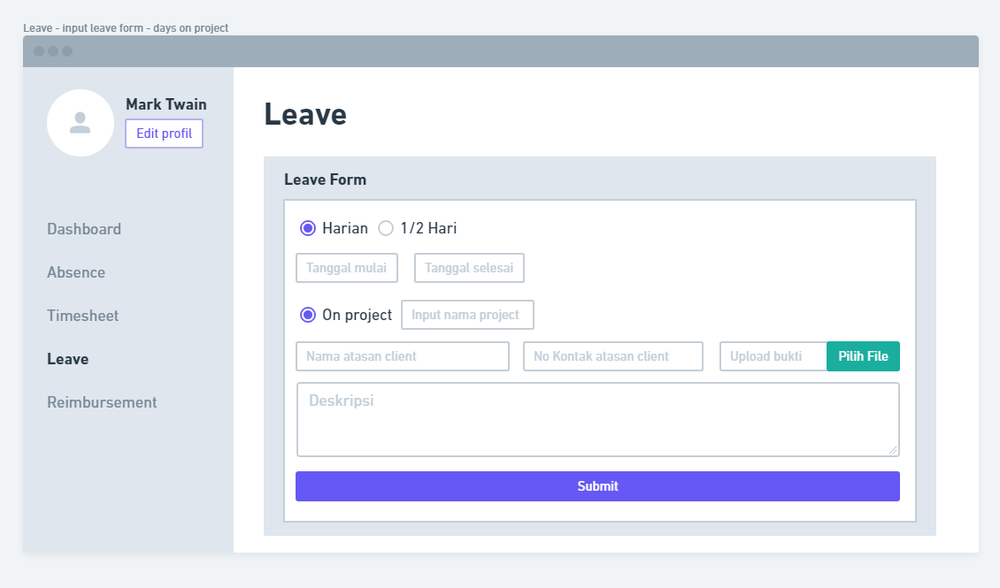 Leave - input leave form - days on project
Mark Twain
Edit profil
Dashboard
Absence
Timesheet
Leave
Reimbursement
Leave
Leave Form
Harian
1/2 Hari
Tanggal mulai
Tanggal selesai
On project
Input nama project
Nama atasan client
No Kontak atasan client
Upload bukti
Pilih File
Deskripsi
Submit